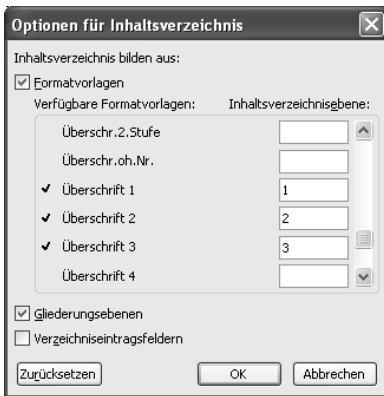 Optionen für Inhaltsverzeichnis
Inhaltsverzeichnis bilden aus:
Formatvorlagen
Verfügbare Formatvorlagen: Inhaltsverzeichnisebene:
Überschr.2.Stufe
Überschr.oh.Nr.
Überschrift 1 1
Überschrift 2 2
Überschrift 3 3
Überschrift 4
Gliederungsebenen
Verzeichniseintragsfeldern
Zurücksetzen OK Abbrechen